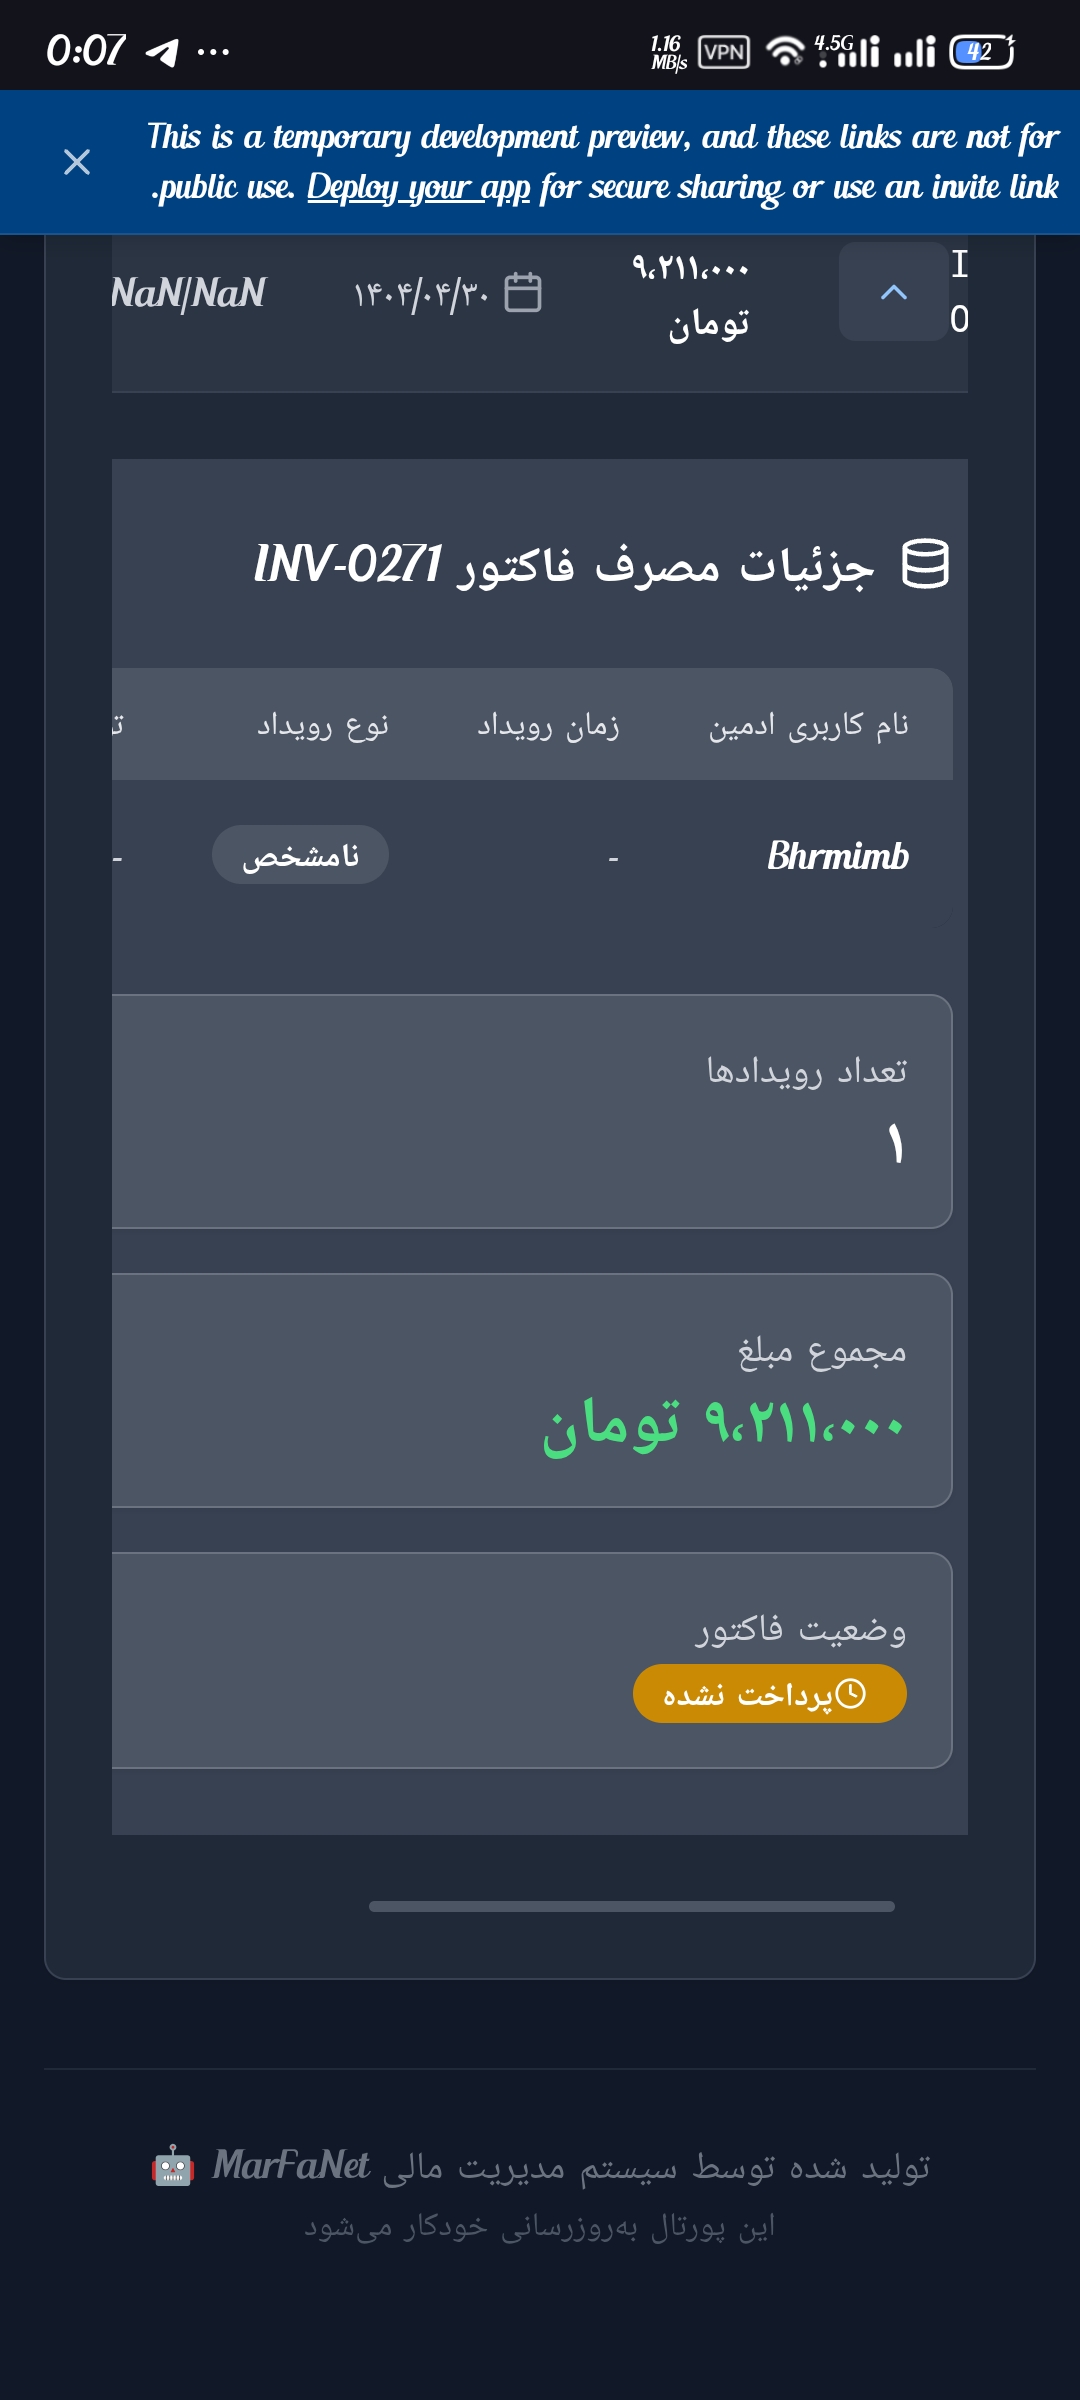 0:07 ... 1.16 MB/s VPN 4.5G 42
This is a temporary development preview, and these links are not for
public use. Deploy your app for secure sharing or use an invite link.
۹،۲۱۱،۰۰۰ ۱۴۰۴/۰۴/۳۰ NaN/NaN
تومان
جزئیات مصرف فاکتور INV-0271
نام کاربری ادمین زمان رویداد نوع رویداد
Bhrmimb - نامشخص -
تعداد رویدادها
۱
مجموع مبلغ
۹،۲۱۱،۰۰۰ تومان
وضعیت فاکتور
پرداخت نشده
تولید شده توسط سیستم مدیریت مالی MarFaNet 🤖
این پورتال به‌روزرسانی خودکار می‌شود